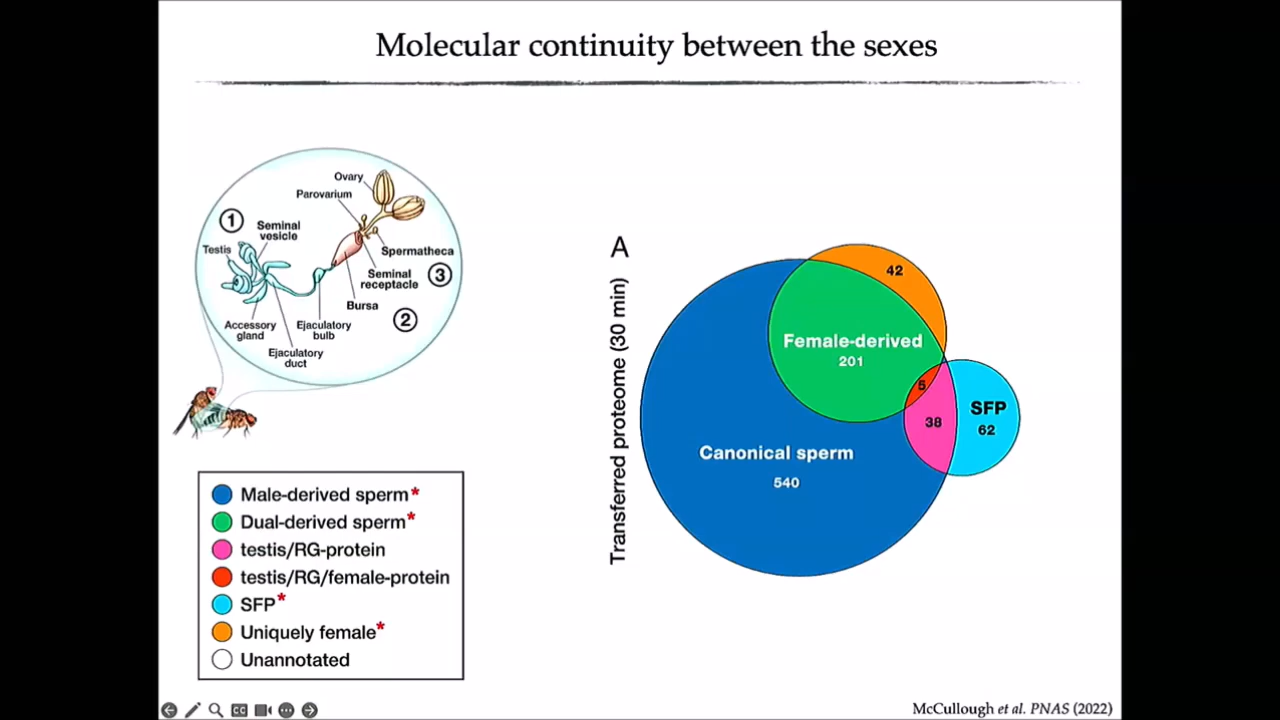 Molecular continuity between the sexes
Ovary
Parovarium
1
Seminal
vesicle
Testis
Spermatheca
Seminal
receptacle
3
Bursa
2
Accessory
gland
Ejaculatory
bulb
Ejaculatory
duct
Male-derived sperm*
Dual-derived sperm*
testis/RG-protein
testis/RG/female-protein
SFP*
Uniquely female*
Unannotated
A
Transferred proteome (30 min)
42
Female-derived
201
5
SFP
62
38
Canonical sperm
540
CC
McCullough et al. PNAS (2022)